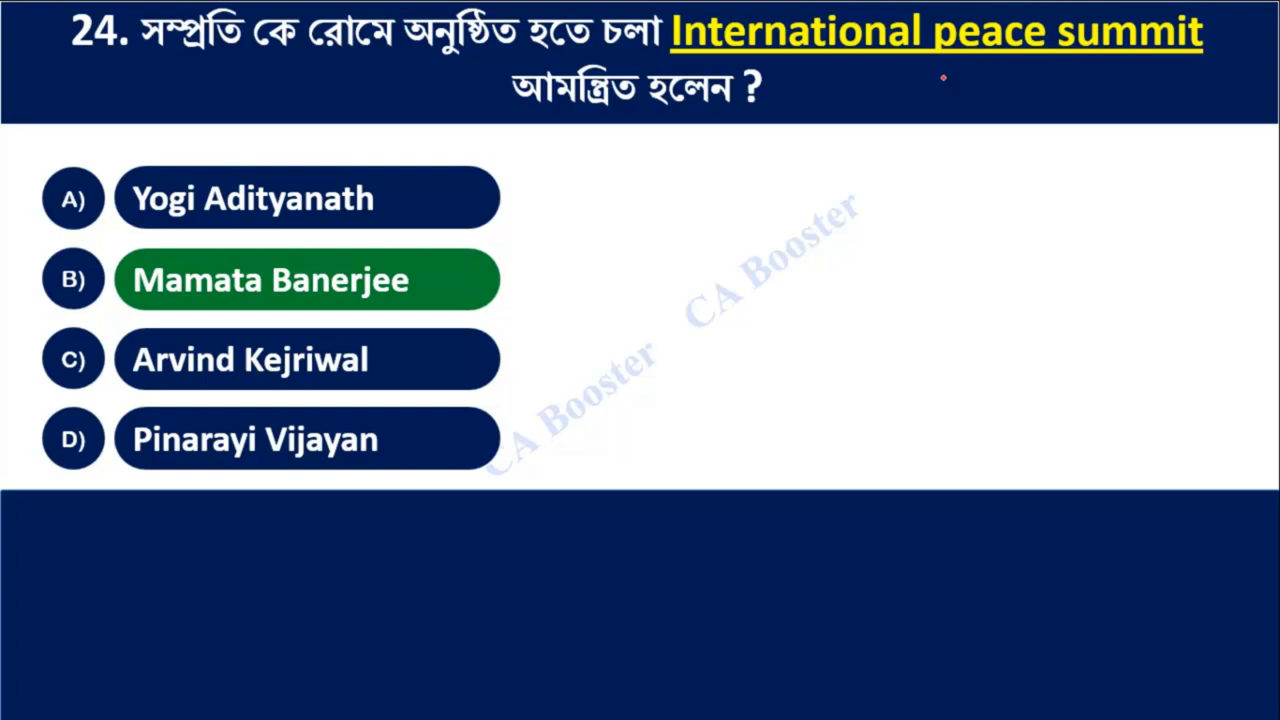 24. সম্প্রতি কে রোমে অনুষ্ঠিত হতে চলা International peace summit
আমন্ত্রিত হলেন ?
A) Yogi Adityanath
B) Mamata Banerjee
C) Arvind Kejriwal
D) Pinarayi Vijayan
CA Booster
CA Booster